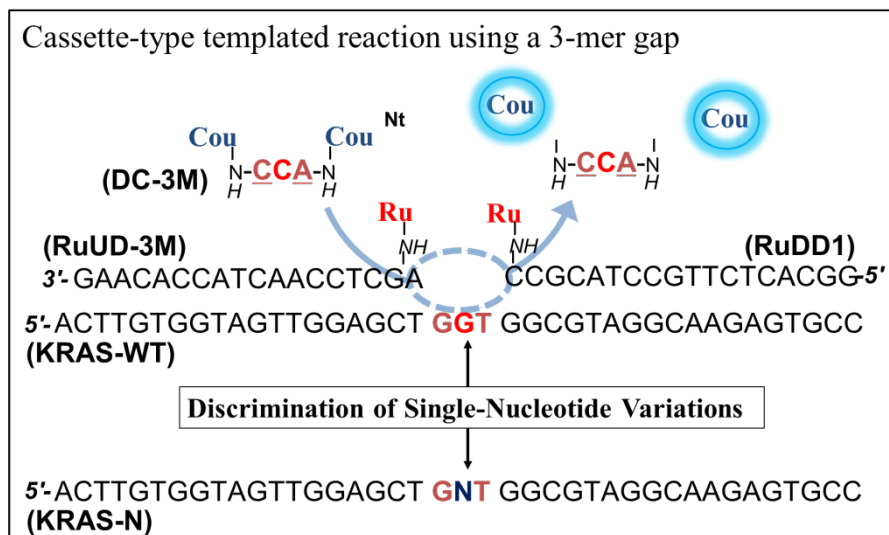 Cassette-type templated reaction using a 3-mer gap
Cou Cou Nt
N-CCA-N
H H
(DC-3M)
Cou Cou
N-CCA-N
H H
Ru Ru
NH NH
(RuUD-3M) (RuDD1)
3'-GAACACCATCAACCTCGA CCGCATCCGTTCTCACGG-5'
5'-ACTTGTGGTAGTTGGAGCT GGT GGCGTAGGCAAGAGTGCC
(KRAS-WT)
Discrimination of Single-Nucleotide Variations
5'-ACTTGTGGTAGTTGGAGCT GNT GGCGTAGGCAAGAGTGCC
(KRAS-N)